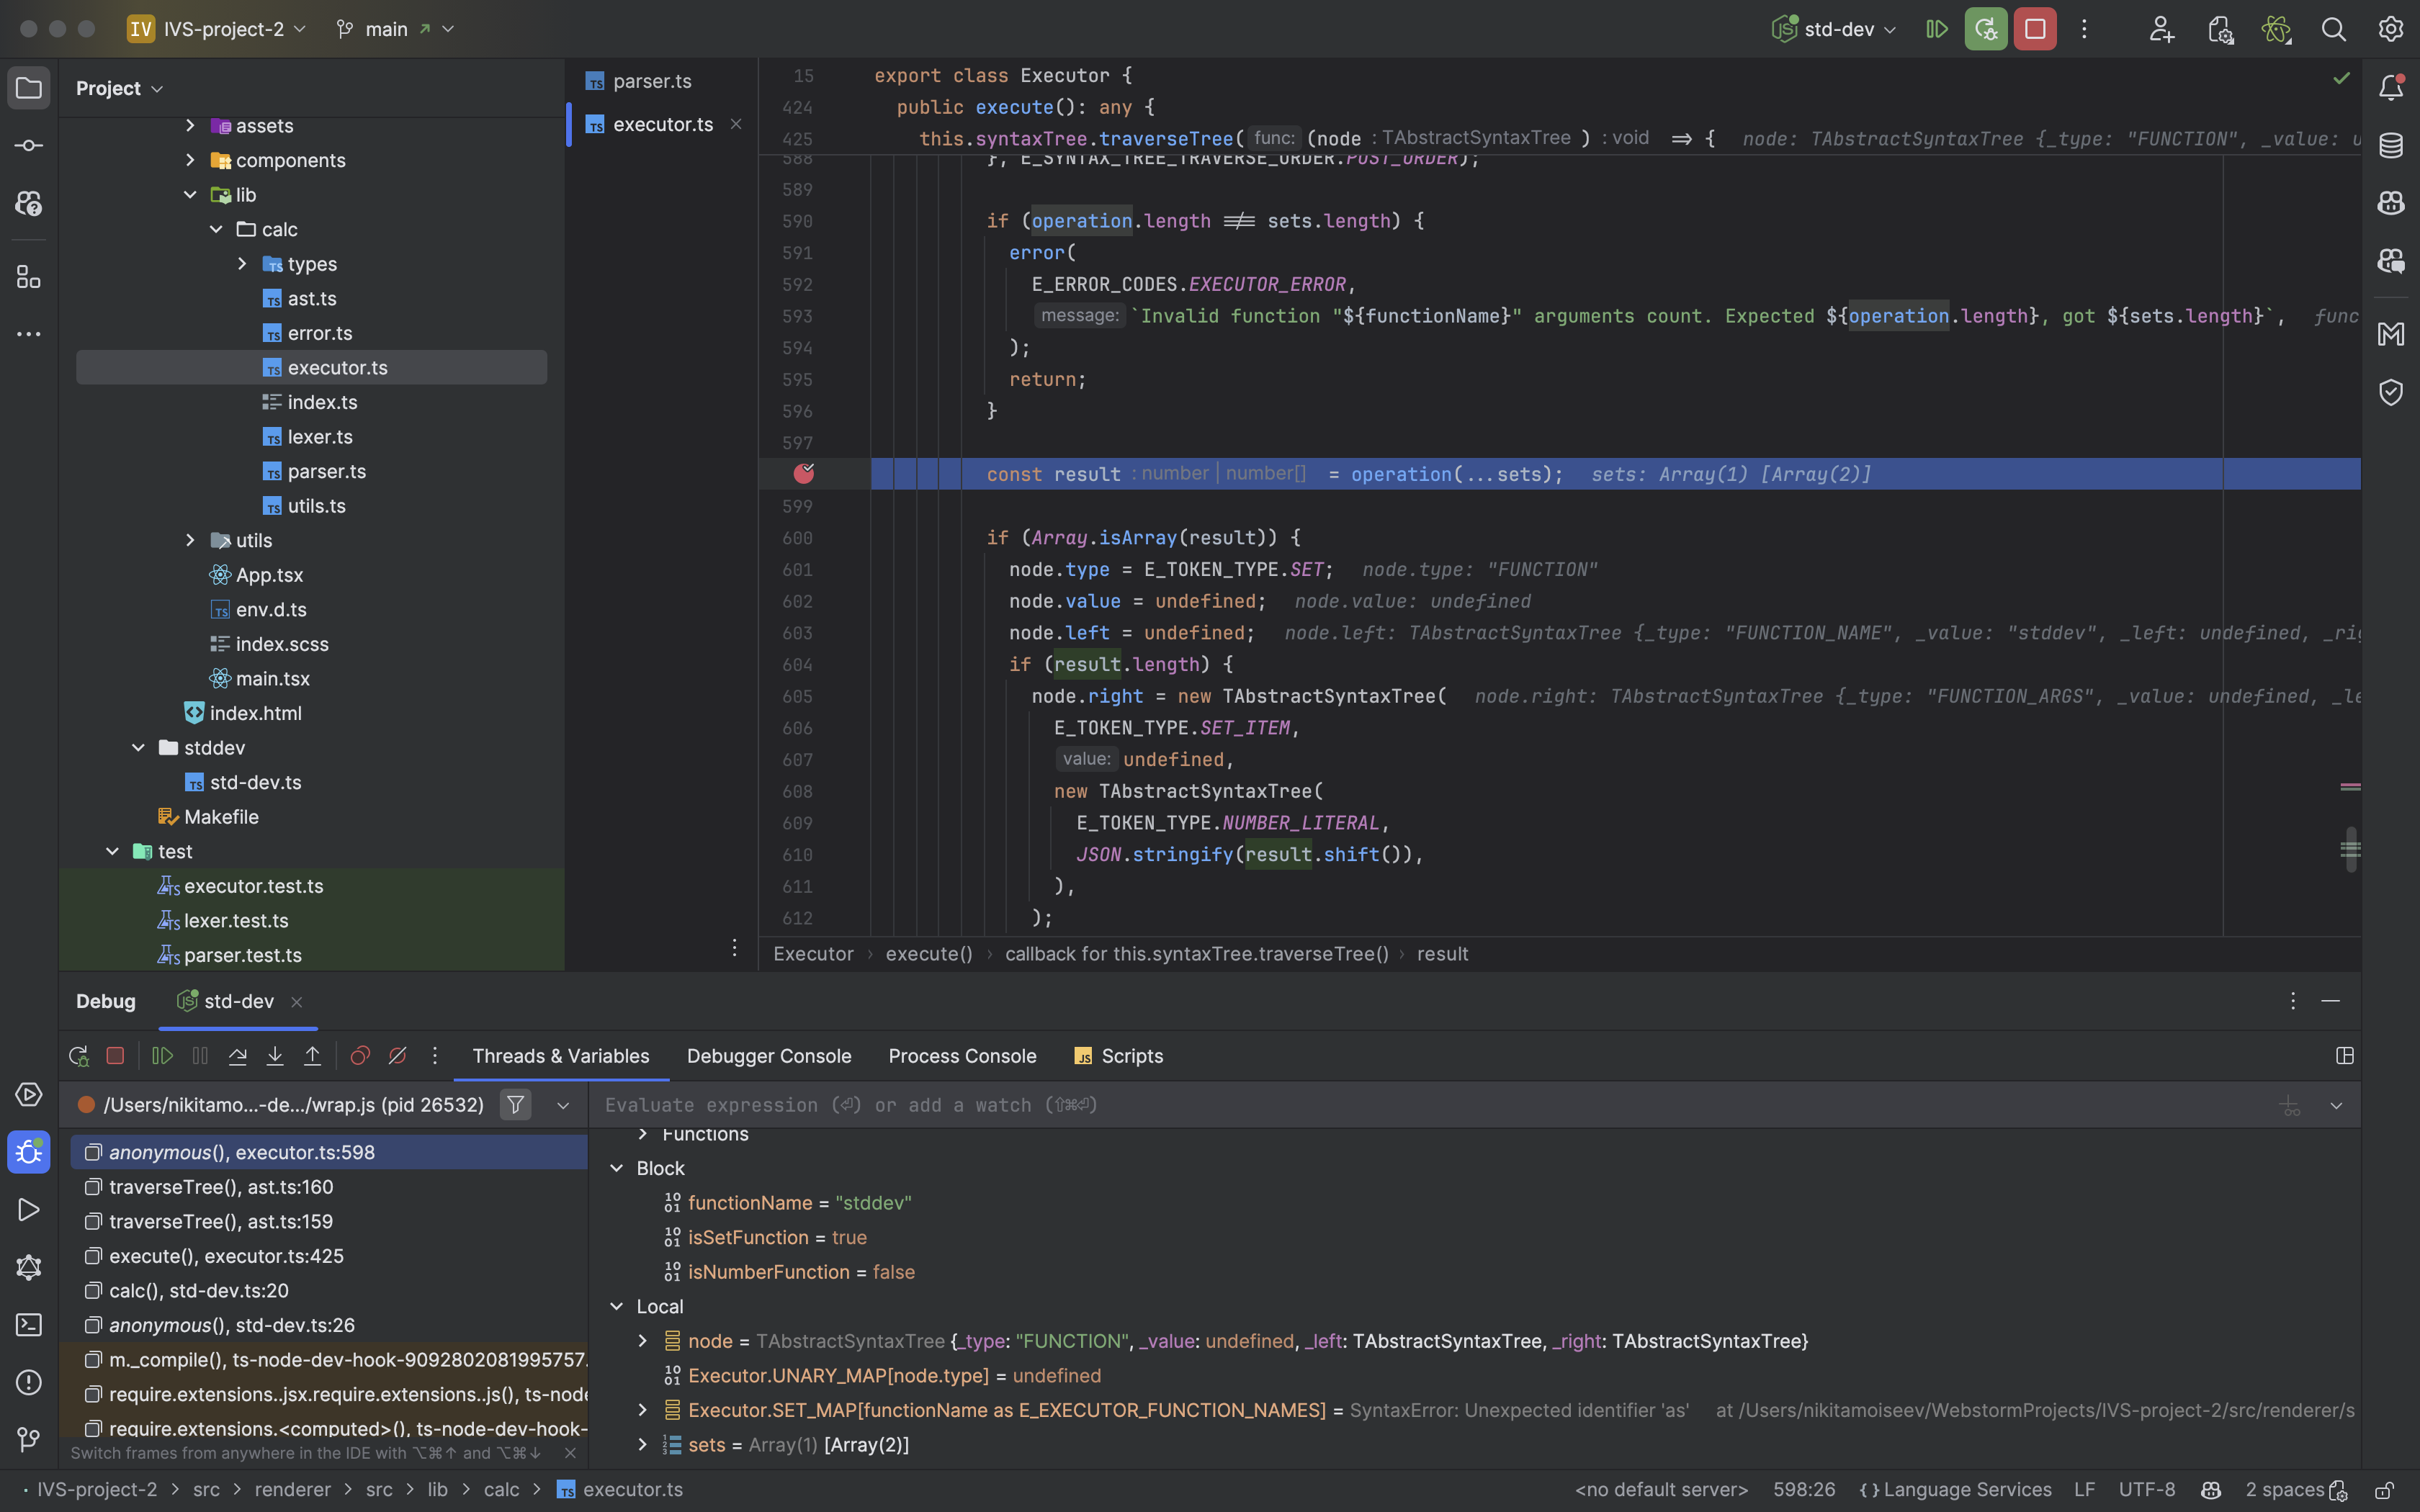 IV IVS-project-2 main std-dev
Project
assets
components
lib
calc
types
ast.ts
error.ts
executor.ts
index.ts
lexer.ts
parser.ts
utils.ts
utils
App.tsx
env.d.ts
index.scss
main.tsx
index.html
stddev
std-dev.ts
Makefile
test
executor.test.ts
lexer.test.ts
parser.test.ts
parser.ts
executor.ts
15 export class Executor {
424 public execute(): any {
425 this.syntaxTree.traverseTree( func: (node : TAbstractSyntaxTree ) : void => { node: TAbstractSyntaxTree {_type: "FUNCTION", _value: u
588 }, E_SYNTAX_TREE_TRAVERSE_ORDER.POST_ORDER);
589
590 if (operation.length !== sets.length) {
591 error(
592 E_ERROR_CODES.EXECUTOR_ERROR,
593 message: `Invalid function "${functionName}" arguments count. Expected ${operation.length}, got ${sets.length}`, func
594 );
595 return;
596 }
597
const result : number | number[] = operation(...sets); sets: Array(1) [Array(2)]
599
600 if (Array.isArray(result)) {
601 node.type = E_TOKEN_TYPE.SET; node.type: "FUNCTION"
602 node.value = undefined; node.value: undefined
603 node.left = undefined; node.left: TAbstractSyntaxTree {_type: "FUNCTION_NAME", _value: "stddev", _left: undefined, _ri
604 if (result.length) {
605 node.right = new TAbstractSyntaxTree( node.right: TAbstractSyntaxTree {_type: "FUNCTION_ARGS", _value: undefined, _le
606 E_TOKEN_TYPE.SET_ITEM,
607 value: undefined,
608 new TAbstractSyntaxTree(
609 E_TOKEN_TYPE.NUMBER_LITERAL,
610 JSON.stringify(result.shift()),
611 ),
612 );
Executor › execute() › callback for this.syntaxTree.traverseTree() › result
Debug std-dev
Threads & Variables Debugger Console Process Console JS Scripts
/Users/nikitamo...-de.../wrap.js (pid 26532)
anonymous(), executor.ts:598
traverseTree(), ast.ts:160
traverseTree(), ast.ts:159
execute(), executor.ts:425
calc(), std-dev.ts:20
anonymous(), std-dev.ts:26
m._compile(), ts-node-dev-hook-9092802081995757.
require.extensions..jsx.require.extensions..js(), ts-node
require.extensions.<computed>(), ts-node-dev-hook-
Switch frames from anywhere in the IDE with ⌥⌘↑ and ⌥⌘↓
Evaluate expression (⏎) or add a watch (⇧⌘⏎)
Functions
Block
functionName = "stddev"
isSetFunction = true
isNumberFunction = false
Local
node = TAbstractSyntaxTree {_type: "FUNCTION", _value: undefined, _left: TAbstractSyntaxTree, _right: TAbstractSyntaxTree}
Executor.UNARY_MAP[node.type] = undefined
Executor.SET_MAP[functionName as E_EXECUTOR_FUNCTION_NAMES] = SyntaxError: Unexpected identifier 'as' at /Users/nikitamoiseev/WebstormProjects/IVS-project-2/src/renderer/s
sets = Array(1) [Array(2)]
IVS-project-2 > src > renderer > src > lib > calc > executor.ts <no default server> 598:26 {} Language Services LF UTF-8 2 spaces